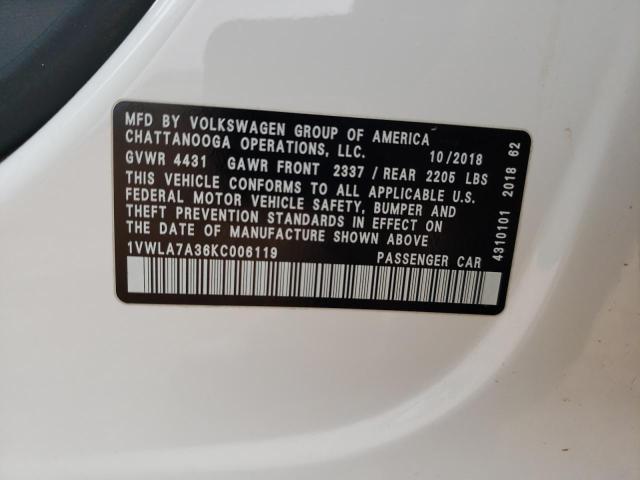 MFD BY VOLKSWAGEN GROUP OF AMERICA
CHATTANOOGA OPERATIONS, LLC. 10/2018
GVWR 4431 GAWR FRONT 2337 / REAR 2205 LBS
THIS VEHICLE CONFORMS TO ALL APPLICABLE U.S.
FEDERAL MOTOR VEHICLE SAFETY, BUMPER AND
THEFT PREVENTION STANDARDS IN EFFECT ON
THE DATE OF MANUFACTURE SHOWN ABOVE
1VWLA7A36KC006119 PASSENGER CAR
4310101 2018 62